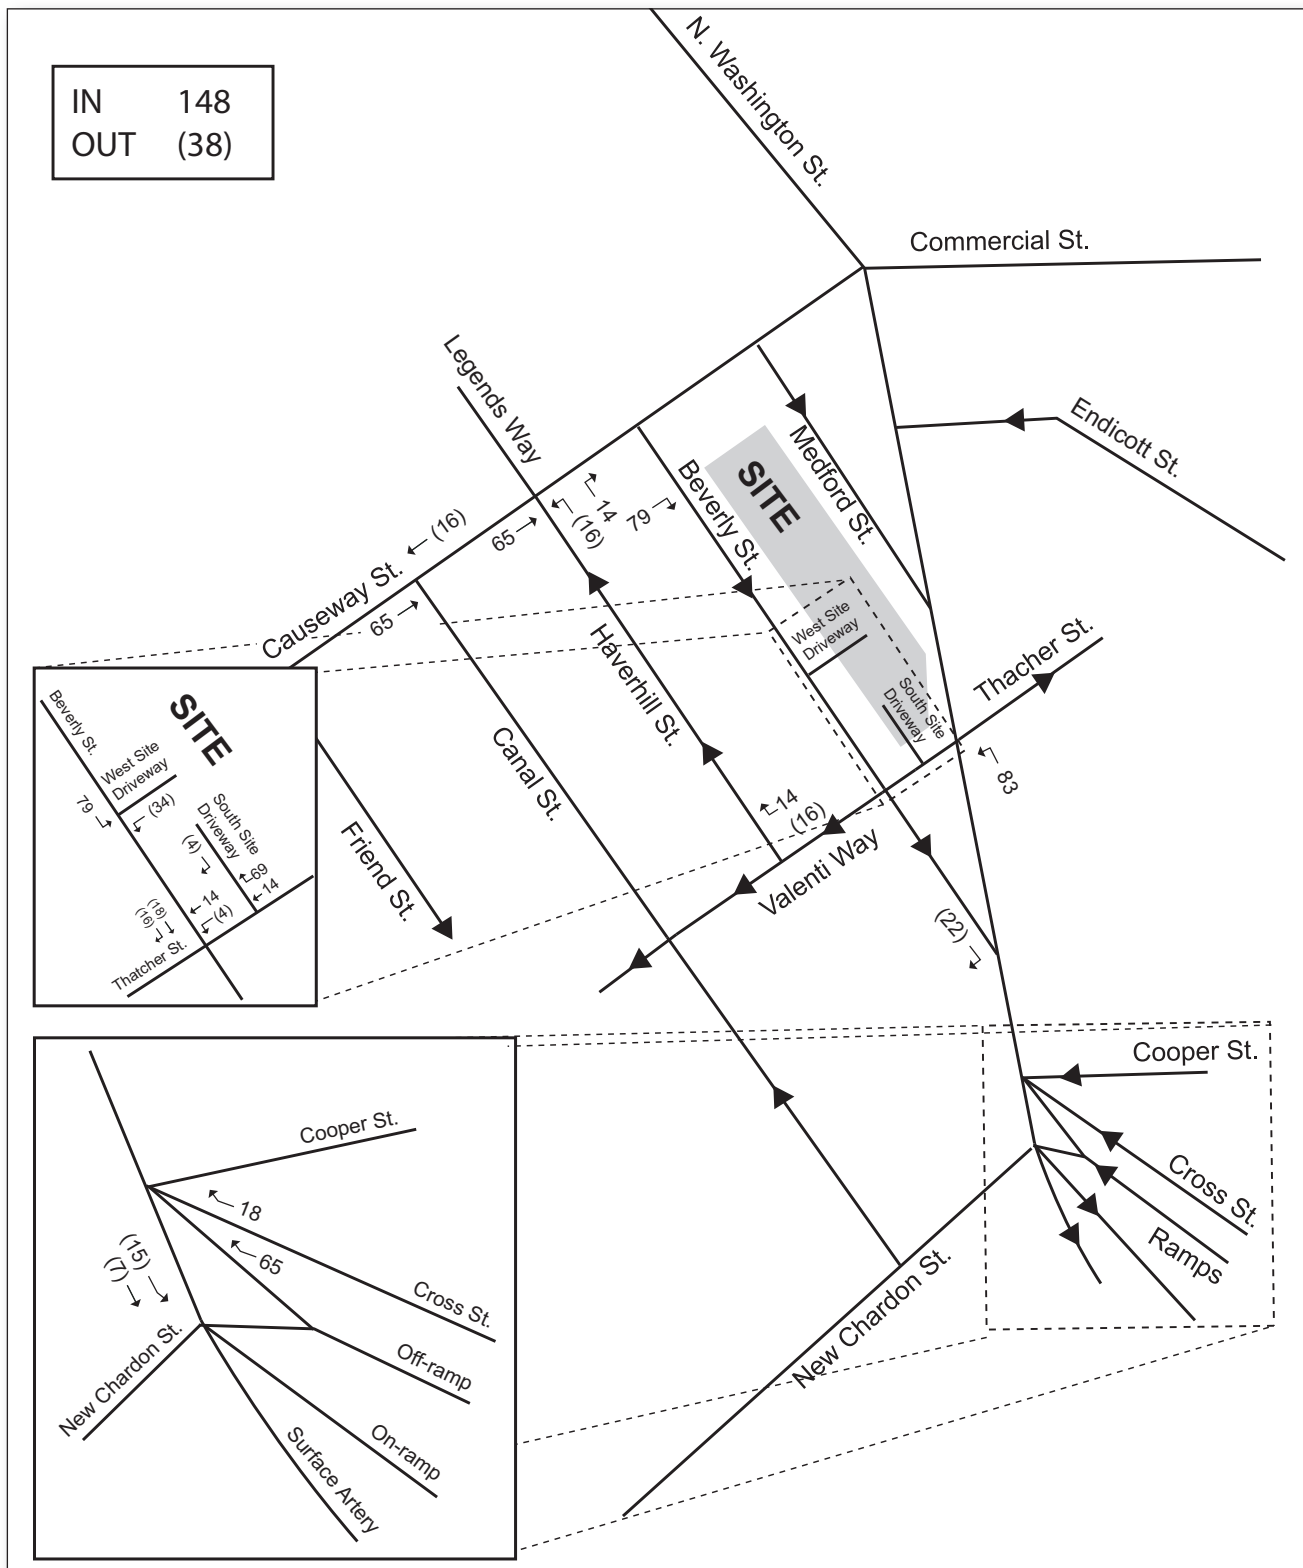 IN 148
OUT (38)
N. Washington St.
Commercial St.
Legends Way
Endicott St.
Medford St.
SITE
Beverly St.
14
(16)
79
(16)
65
Causeway St.
65
West Site
Driveway
Haverhill St.
Thacher St.
South Site
Driveway
Canal St.
83
14
(16)
Valenti Way
Friend St.
(22)
Beverly St.
SITE
West Site
Driveway
79
(34)
South Site
Driveway
(4)
69
14
14
(4)
(18)
(16)
Thatcher St.
Cooper St.
Cross St.
Ramps
New Chardon St.
Cooper St.
18
65
(15)
(7)
Cross St.
New Chardon St.
Off-ramp
On-ramp
Surface Artery